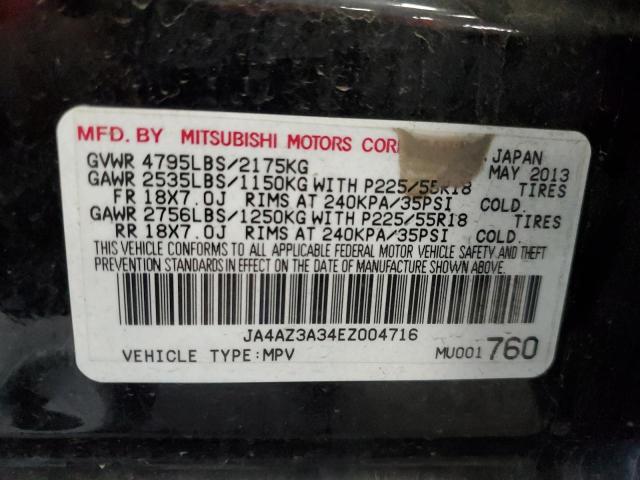 MFD. BY MITSUBISHI MOTORS COR
JAPAN
GVWR 4795LBS/2175KG MAY 2013
GAWR 2535LBS/1150KG WITH P225/55R18 TIRES
FR 18X7.0J RIMS AT 240KPA/35PSI COLD.
GAWR 2756LBS/1250KG WITH P225/55R18 TIRES
RR 18X7.0J RIMS AT 240KPA/35PSI COLD.
THIS VEHICLE CONFORMS TO ALL APPLICABLE FEDERAL MOTOR VEHICLE SAFETY AND THEFT
PREVENTION STANDARDS IN EFFECT ON THE DATE OF MANUFACTURE SHOWN ABOVE.
JA4AZ3A34EZ004716
VEHICLE TYPE:MPV MU001760